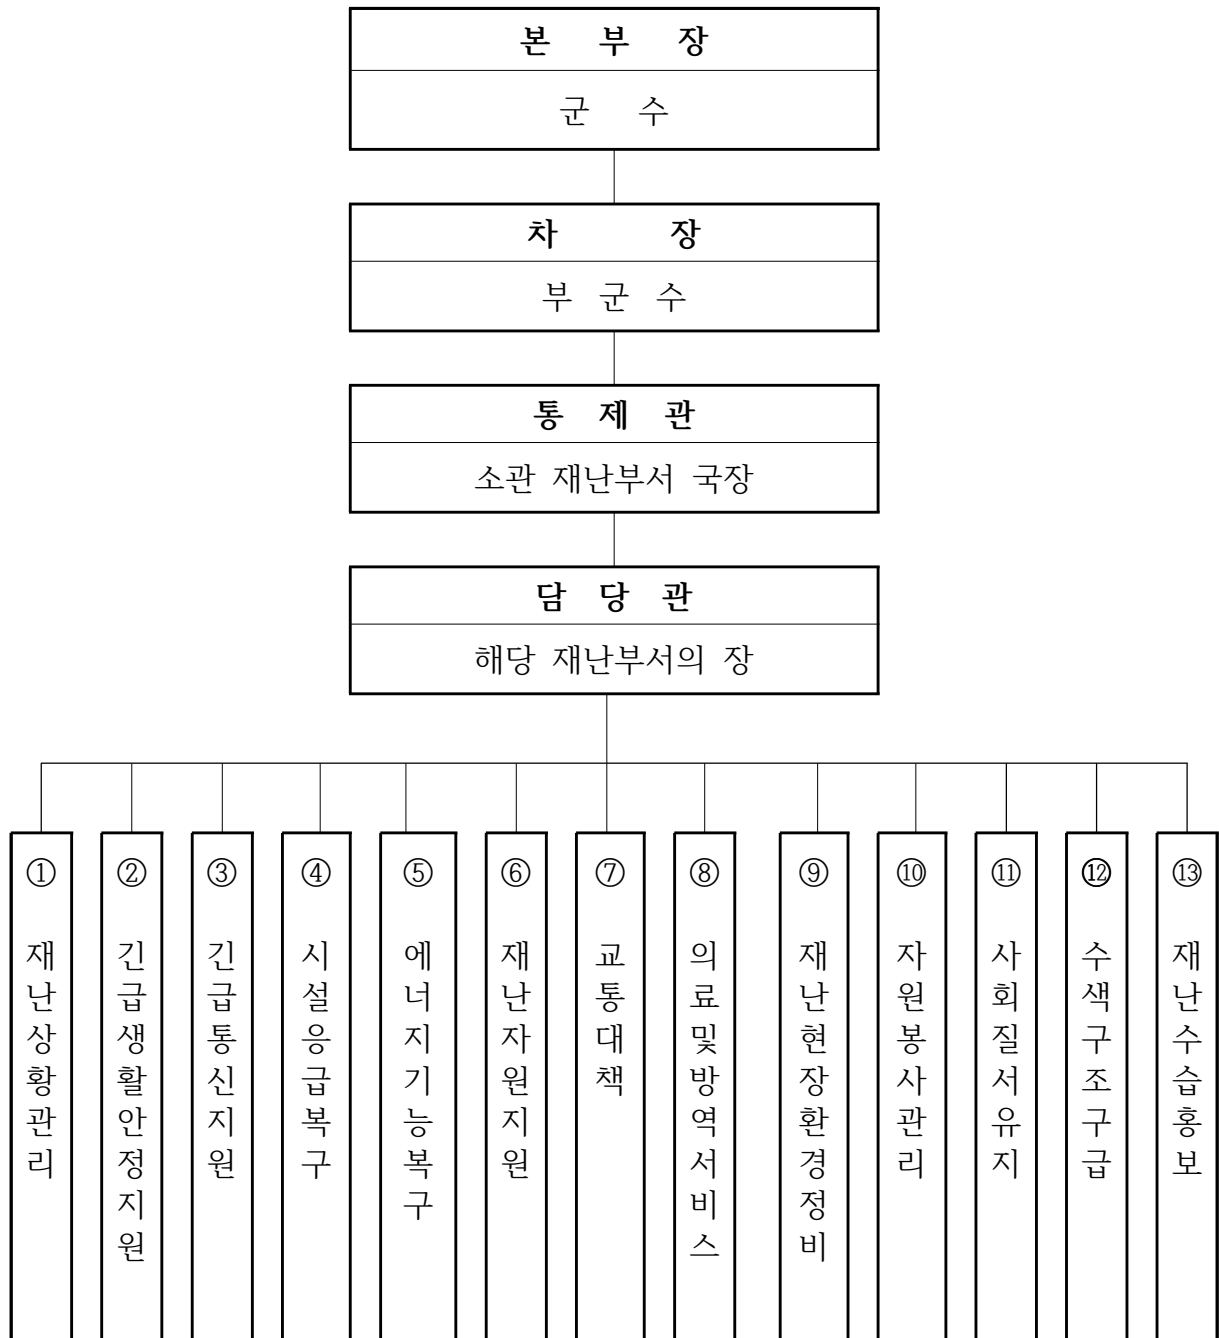 본 부 장
군 수
차 장
부 군 수
통 제 관
소관 재난부서 국장
담 당 관
해당 재난부서의 장
① 재난상황관리
② 긴급생활안정지원
③ 긴급통신지원
④ 시설응급복구
⑤ 에너지기능복구
⑥ 재난자원지원
⑦ 교통대책
⑧ 의료및방역서비스
⑨ 재난현장환경정비
⑩ 자원봉사관리
⑪ 사회질서유지
⑫ 수색구조구급
⑬ 재난수습홍보